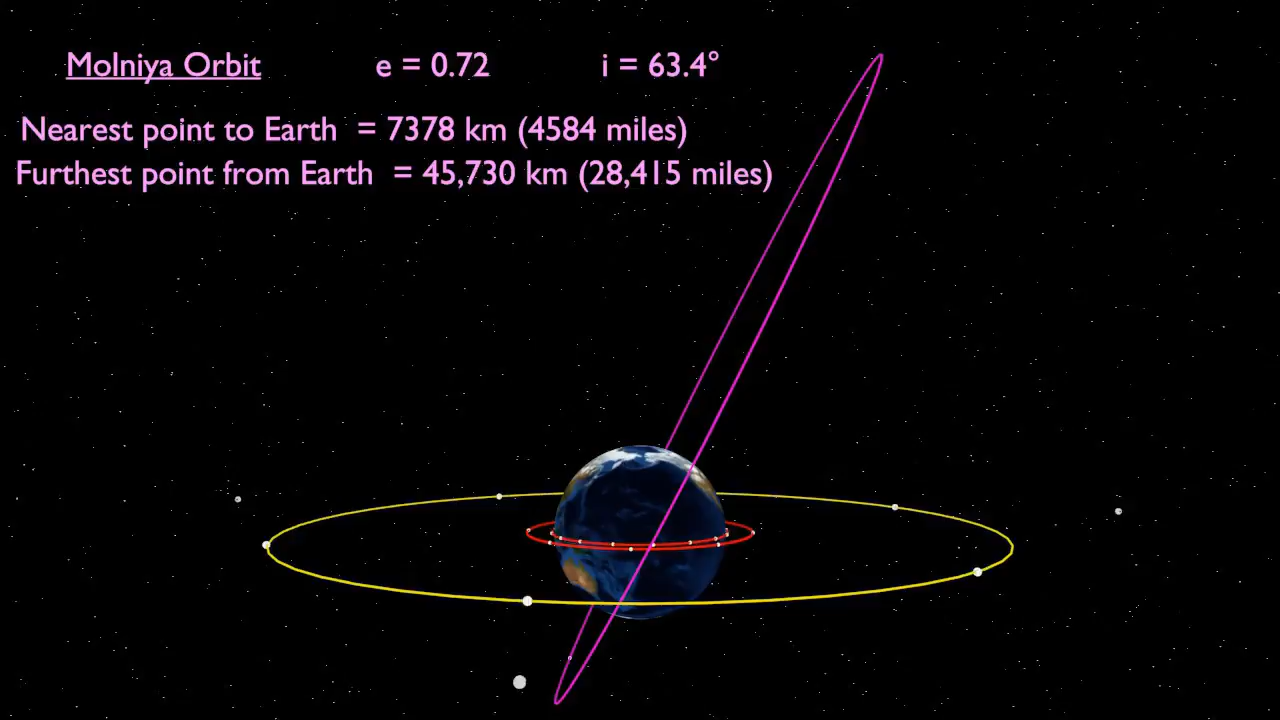 Molniya Orbit e = 0.72 i = 63.4°
Nearest point to Earth = 7378 km (4584 miles)
Furthest point from Earth = 45,730 km (28,415 miles)